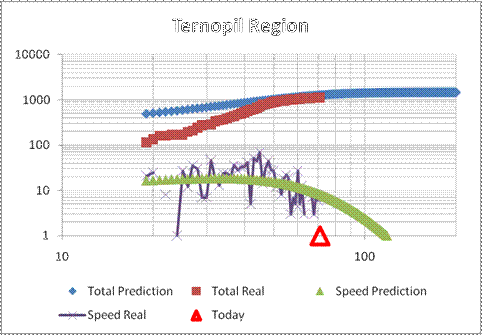 Ternopil Region
10000
1000
100
10
1
10 100
Total Prediction Total Real Speed Prediction
Speed Real Today